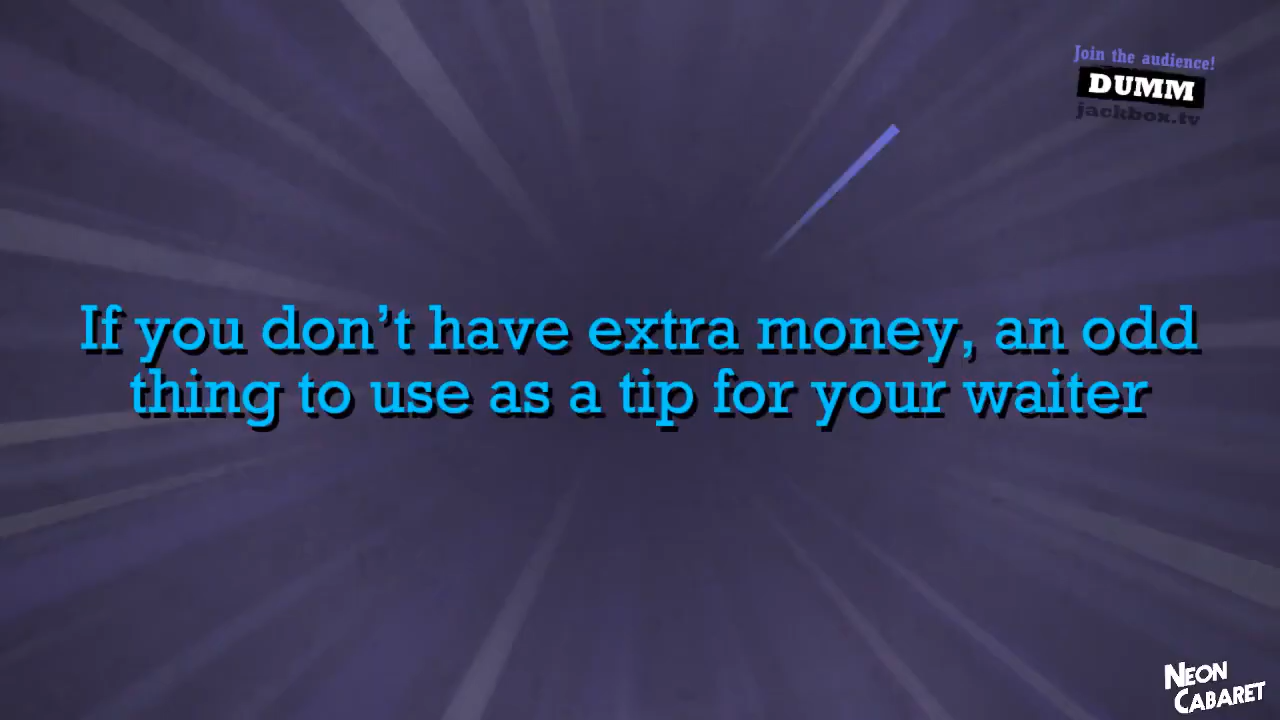 Join the audience!
DUMM
jackbox.tv
If you don’t have extra money, an odd
thing to use as a tip for your waiter
NEON
CABARET